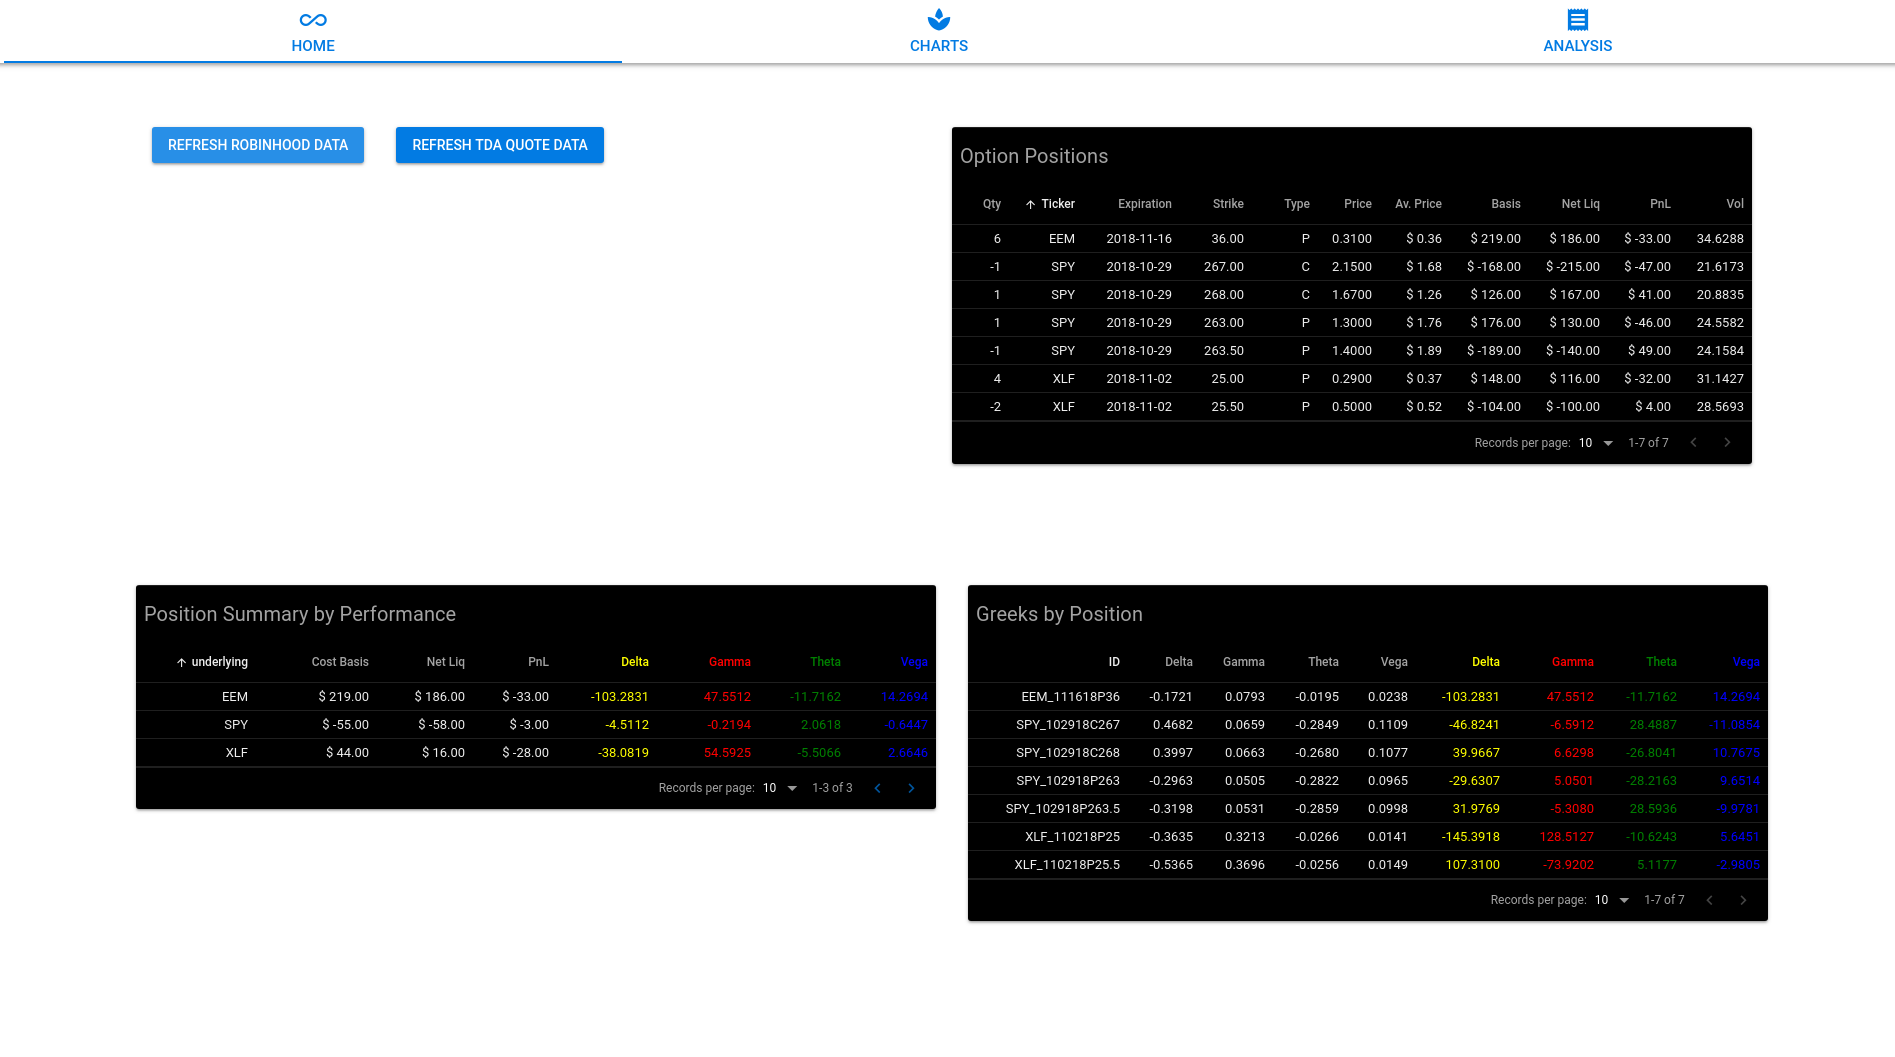 HOME CHARTS ANALYSIS
REFRESH ROBINHOOD DATA REFRESH TDA QUOTE DATA
Option Positions
Qty Ticker Expiration Strike Type Price Av. Price Basis Net Liq PnL Vol
6 EEM 2018-11-16 36.00 P 0.3100 $ 0.36 $ 219.00 $ 186.00 $ -33.00 34.6288
-1 SPY 2018-10-29 267.00 C 2.1500 $ 1.68 $ -168.00 $ -215.00 $ -47.00 21.6173
1 SPY 2018-10-29 268.00 C 1.6700 $ 1.26 $ 126.00 $ 167.00 $ 41.00 20.8835
1 SPY 2018-10-29 263.00 P 1.3000 $ 1.76 $ 176.00 $ 130.00 $ -46.00 24.5582
-1 SPY 2018-10-29 263.50 P 1.4000 $ 1.89 $ -189.00 $ -140.00 $ 49.00 24.1584
4 XLF 2018-11-02 25.00 P 0.2900 $ 0.37 $ 148.00 $ 116.00 $ -32.00 31.1427
-2 XLF 2018-11-02 25.50 P 0.5000 $ 0.52 $ -104.00 $ -100.00 $ 4.00 28.5693
Records per page: 10 1-7 of 7
Position Summary by Performance
underlying Cost Basis Net Liq PnL Delta Gamma Theta Vega
EEM $ 219.00 $ 186.00 $ -33.00 -103.2831 47.5512 -11.7162 14.2694
SPY $ -55.00 $ -58.00 $ -3.00 -4.5112 -0.2194 2.0618 -0.6447
XLF $ 44.00 $ 16.00 $ -28.00 -38.0819 54.5925 -5.5066 2.6646
Records per page: 10 1-3 of 3
Greeks by Position
ID Delta Gamma Theta Vega Delta Gamma Theta Vega
EEM_111618P36 -0.1721 0.0793 -0.0195 0.0238 -103.2831 47.5512 -11.7162 14.2694
SPY_102918C267 0.4682 0.0659 -0.2849 0.1109 -46.8241 -6.5912 28.4887 -11.0854
SPY_102918C268 0.3997 0.0663 -0.2680 0.1077 39.9667 6.6298 -26.8041 10.7675
SPY_102918P263 -0.2963 0.0505 -0.2822 0.0965 -29.6307 5.0501 -28.2163 9.6514
SPY_102918P263.5 -0.3198 0.0531 -0.2859 0.0998 31.9769 -5.3080 28.5936 -9.9781
XLF_110218P25 -0.3635 0.3213 -0.0266 0.0141 -145.3918 128.5127 -10.6243 5.6451
XLF_110218P25.5 -0.5365 0.3696 -0.0256 0.0149 107.3100 -73.9202 5.1177 -2.9805
Records per page: 10 1-7 of 7